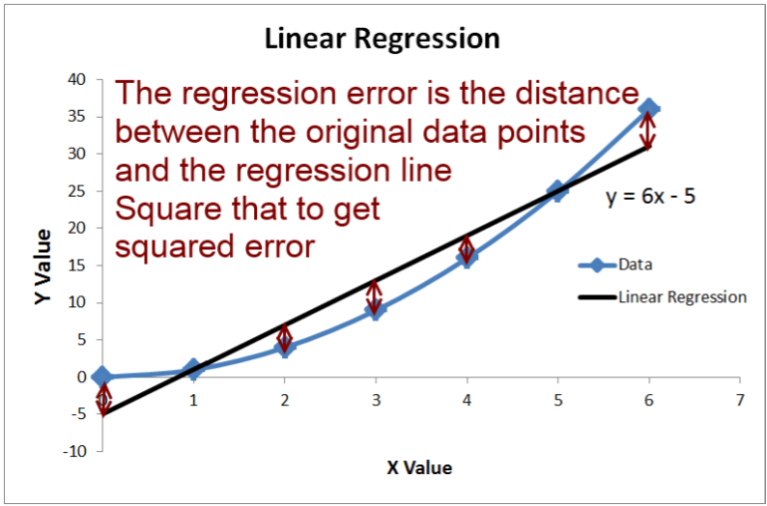 Linear Regression
The regression error is the distance
between the original data points
and the regression line
Square that to get
squared error
40
35
30
25
20
15
10
5
0
-5
-10
Y Value
y = 6x - 5
Data
Linear Regression
0 1 2 3 4 5 6 7
X Value